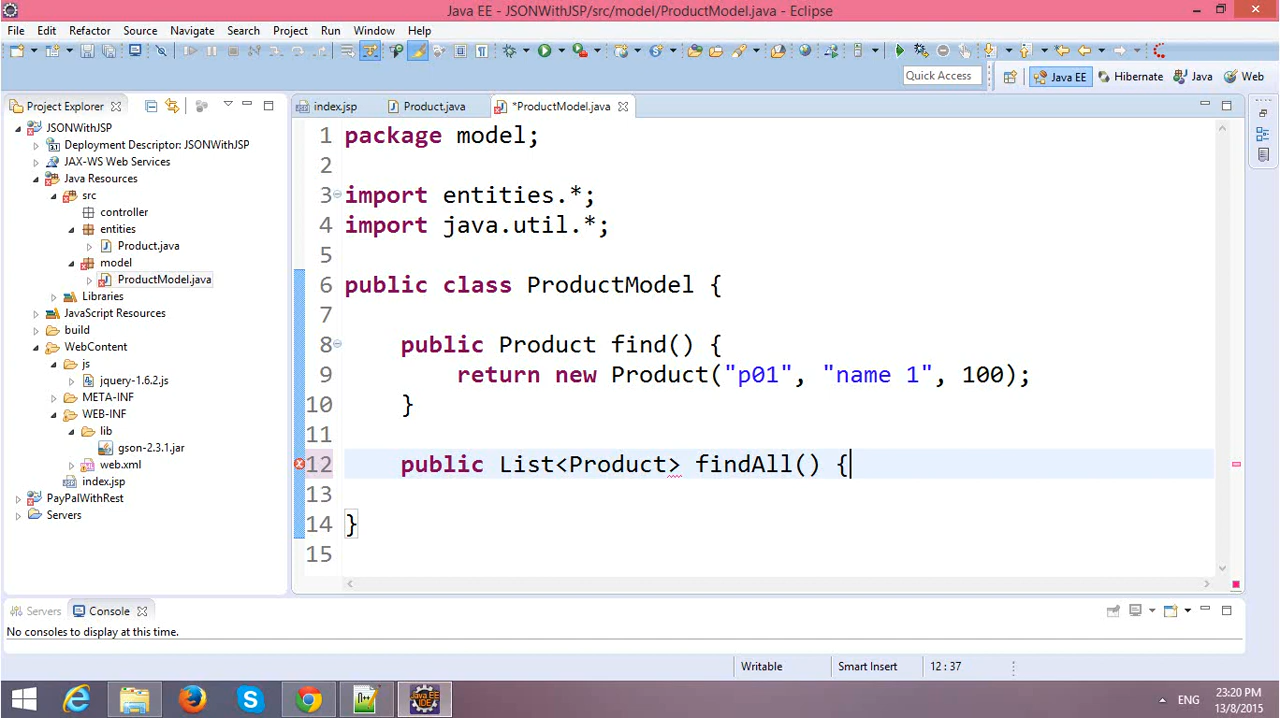 Java EE - JSONWithJSP/src/model/ProductModel.java - Eclipse
File Edit Refactor Source Navigate Search Project Run Window Help
Quick Access Java EE Hibernate Java Web
Project Explorer
index.jsp Product.java *ProductModel.java
JSONWithJSP
Deployment Descriptor: JSONWithJSP
JAX-WS Web Services
Java Resources
src
controller
entities
Product.java
model
ProductModel.java
Libraries
JavaScript Resources
build
WebContent
js
jquery-1.6.2.js
META-INF
WEB-INF
lib
gson-2.3.1.jar
web.xml
index.jsp
PayPalWithRest
Servers
1 package model;
2
3 import entities.*;
4 import java.util.*;
5
6 public class ProductModel {
7
8 public Product find() {
9 return new Product("p01", "name 1", 100);
10 }
11
12 public List<Product> findAll() {
13
14 }
15
Servers Console
No consoles to display at this time.
Writable Smart Insert 12 : 37
Java EE
IDE
ENG
23:20 PM
13/8/2015